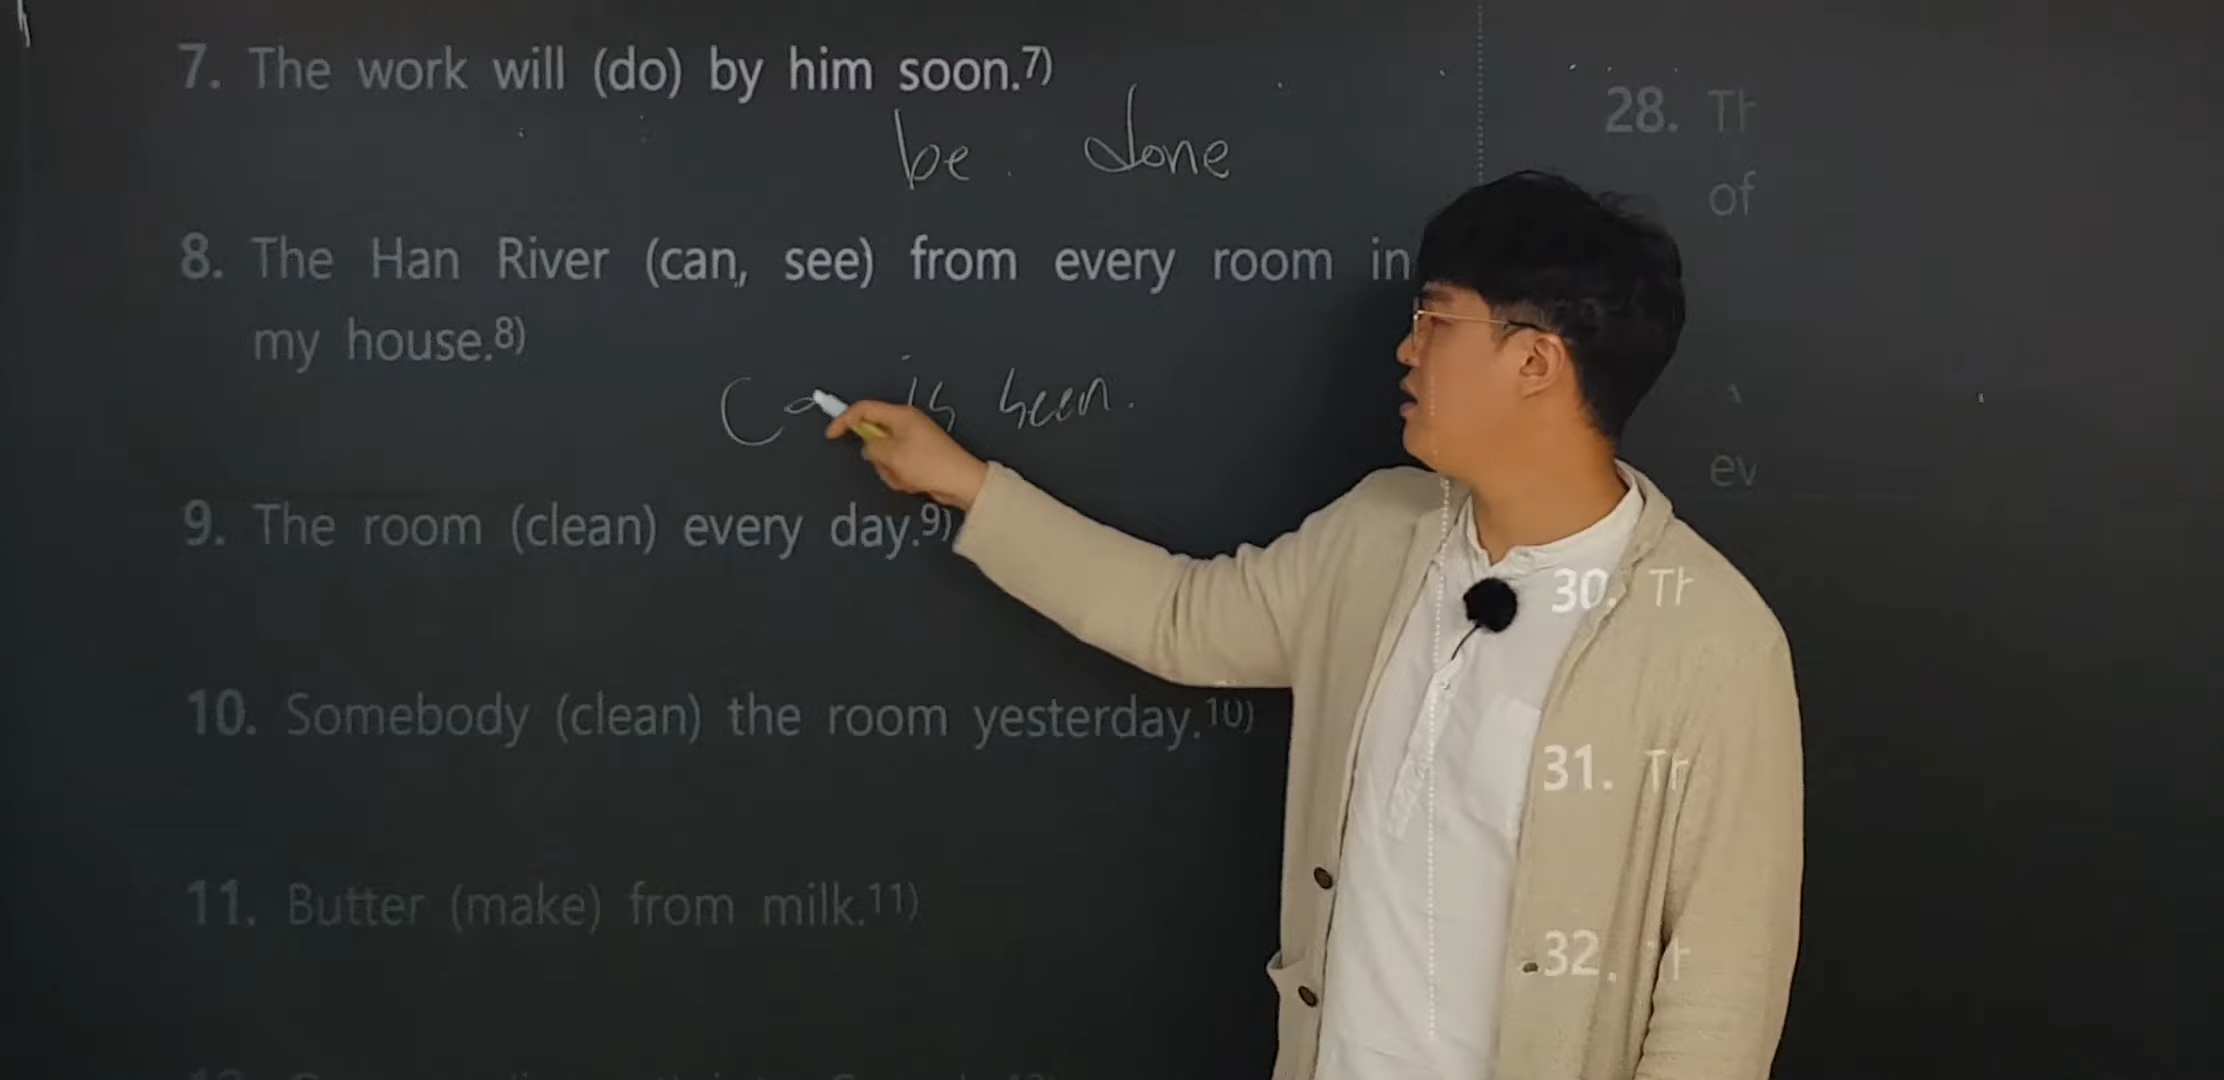 7. The work will (do) by him soon.7)
be. done
8. The Han River (can, see) from every room in
my house.8)
Ca is seen.
9. The room (clean) every day.9)
10. Somebody (clean) the room yesterday.10)
11. Butter (make) from milk.11)
28. Th
of
ev
30. Th
31. Tr
32.